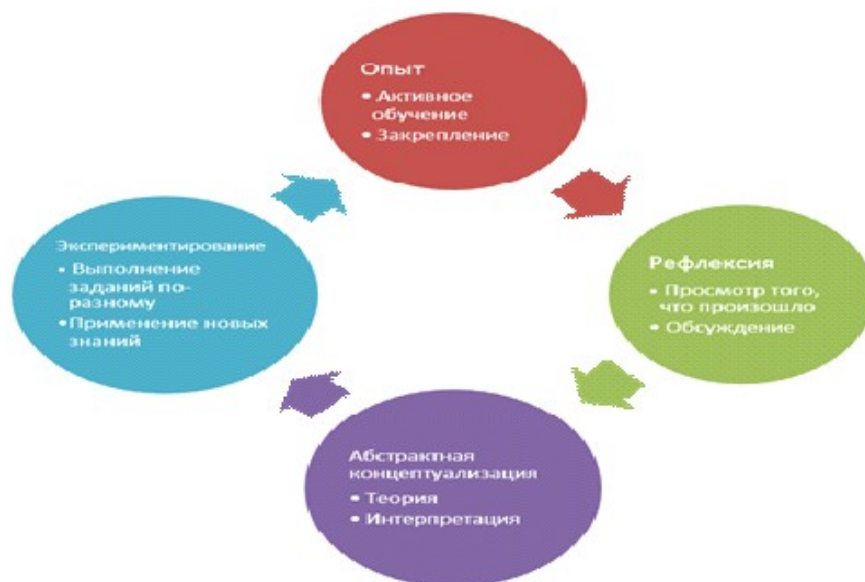 Опыт
• Активное
обучение
• Закрепление
Рефлексия
• Просмотр того,
что произошло
• Обсуждение
Абстрактная
концептуализация
• Теория
• Интерпретация
Экспериментирование
• Выполнение
заданий по-
разному
•Применение новых
знаний